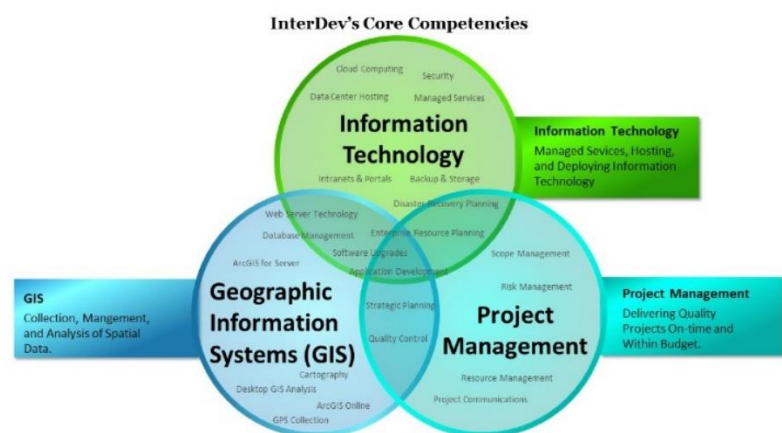 InterDev's Core Competencies
Cloud Computing
Security
Data Center Hosting
Managed Services
Information
Technology
Intranets & Portals
Backup & Storage
Disaster Recovery Planning
Web Server Technology
Enterprise Resource Planning
Database Management
Software Upgrades
Application Development
Information Technology
Managed Sevices, Hosting,
and Deploying Information
Technology
GIS
Collection, Mangement,
and Analysis of Spatial
Data.
ArcGIS for Server
Geographic
Information
Systems (GIS)
Cartography
Desktop GIS Analysis
ArcGIS Online
GPS Collection
Strategic Planning
Quality Control
Scope Management
Risk Management
Project
Management
Resource Management
Project Communications
Project Management
Delivering Quality
Projects On-time and
Within Budget.